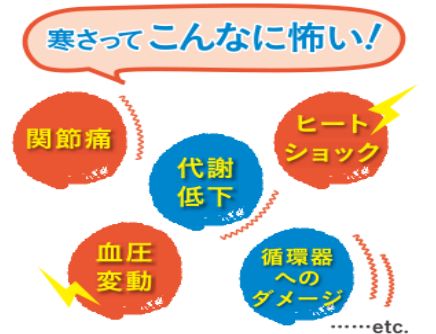 寒さってこんなに怖い!
関節痛
ヒート
ショック
代謝
低下
血圧
変動
循環器
への
ダメージ
……etc.